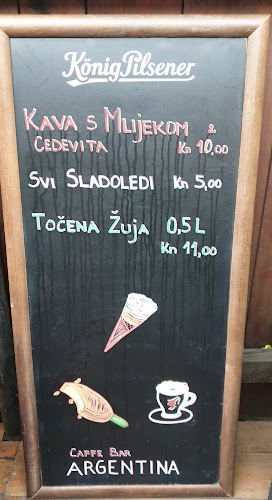 König Pilsener
KAVA S MLIJEKOM &
CEDEVITA Kn 10,00
SVI SLADOLEDI Kn 5,00
TOČENA ŽUJA 0,5 L
Kn 11,00
CAFFE BAR
ARGENTINA